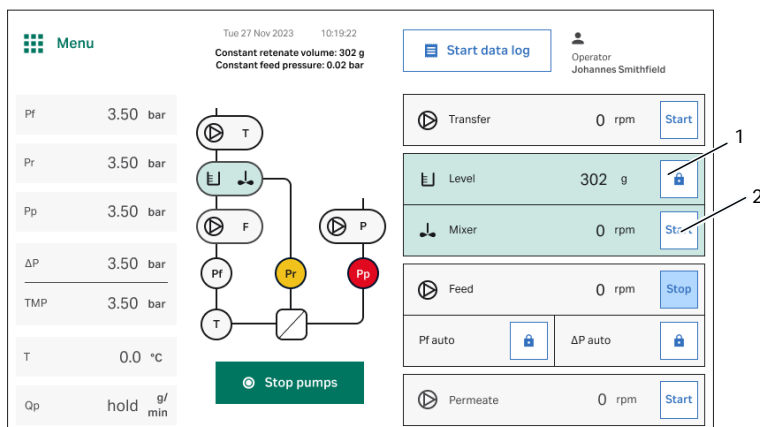 Menu
Tue 27 Nov 2023 10:19:22
Constant retenate volume: 302 g
Constant feed pressure: 0.02 bar
Start data log
Operator
Johannes Smithfield
Pf 3.50 bar
Pr 3.50 bar
Pp 3.50 bar
ΔP 3.50 bar
TMP 3.50 bar
T 0.0 °C
Qp hold g/
min
T
F
P
Pf
Pr
Pp
T
Stop pumps
Transfer 0 rpm Start
Level 302 g
Mixer 0 rpm Start
Feed 0 rpm Stop
Pf auto ΔP auto
Permeate 0 rpm Start
1
2